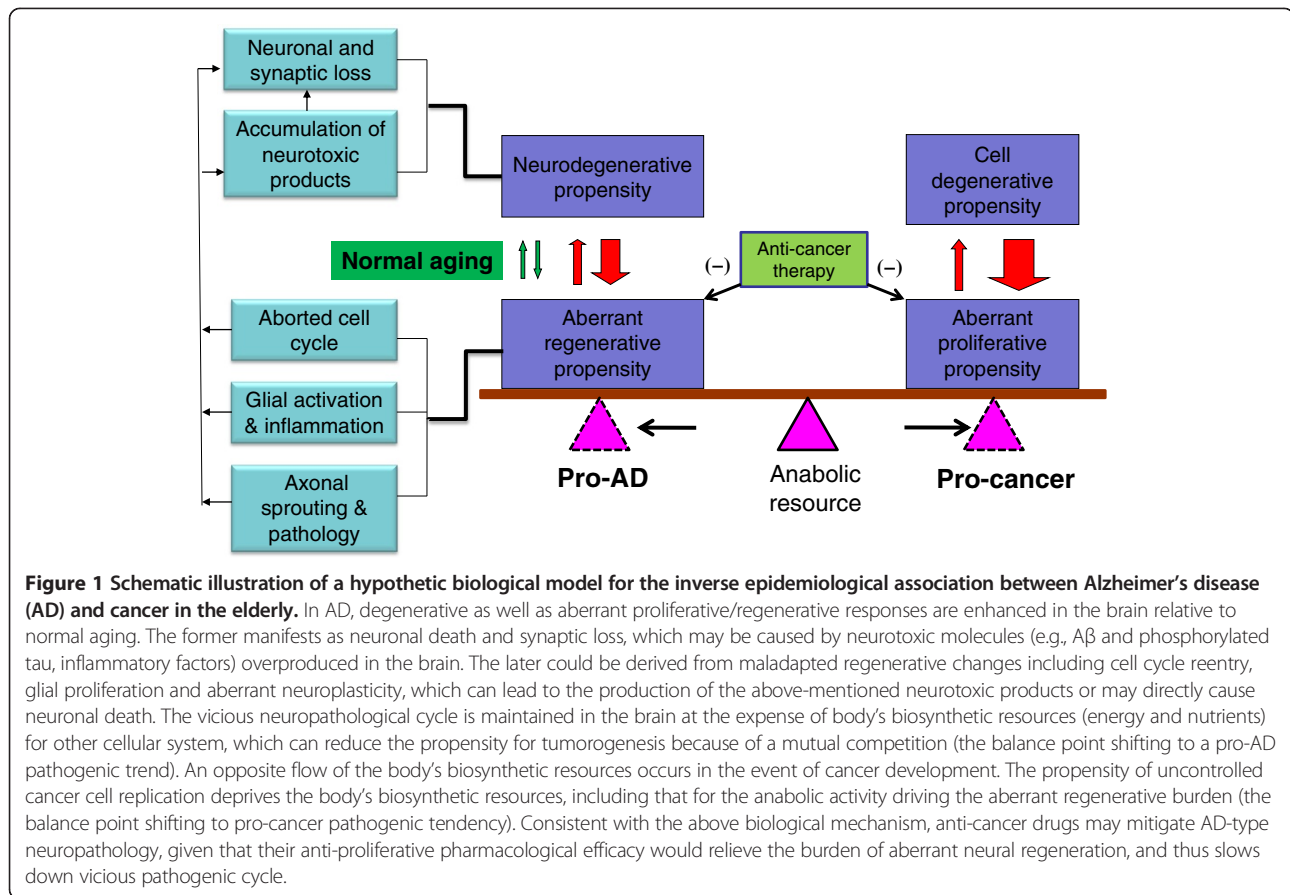 Neuronal and
synaptic loss
Accumulation of
neurotoxic
products
Neurodegenerative
propensity
Cell
degenerative
propensity
Normal aging
(−)
Anti-cancer
therapy
(−)
Aborted cell
cycle
Aberrant
regenerative
propensity
Aberrant
proliferative
propensity
Glial activation
& inflammation
Axonal
sprouting &
pathology
Pro-AD
Anabolic
resource
Pro-cancer
Figure 1 Schematic illustration of a hypothetic biological model for the inverse epidemiological association between Alzheimer's disease
(AD) and cancer in the elderly. In AD, degenerative as well as aberrant proliferative/regenerative responses are enhanced in the brain relative to
normal aging. The former manifests as neuronal death and synaptic loss, which may be caused by neurotoxic molecules (e.g., Aβ and phosphorylated
tau, inflammatory factors) overproduced in the brain. The later could be derived from maladapted regenerative changes including cell cycle reentry,
glial proliferation and aberrant neuroplasticity, which can lead to the production of the above-mentioned neurotoxic products or may directly cause
neuronal death. The vicious neuropathological cycle is maintained in the brain at the expense of body's biosynthetic resources (energy and nutrients)
for other cellular system, which can reduce the propensity for tumorogenesis because of a mutual competition (the balance point shifting to a pro-AD
pathogenic trend). An opposite flow of the body's biosynthetic resources occurs in the event of cancer development. The propensity of uncontrolled
cancer cell replication deprives the body's biosynthetic resources, including that for the anabolic activity driving the aberrant regenerative burden (the
balance point shifting to pro-cancer pathogenic tendency). Consistent with the above biological mechanism, anti-cancer drugs may mitigate AD-type
neuropathology, given that their anti-proliferative pharmacological efficacy would relieve the burden of aberrant neural regeneration, and thus slows
down vicious pathogenic cycle.